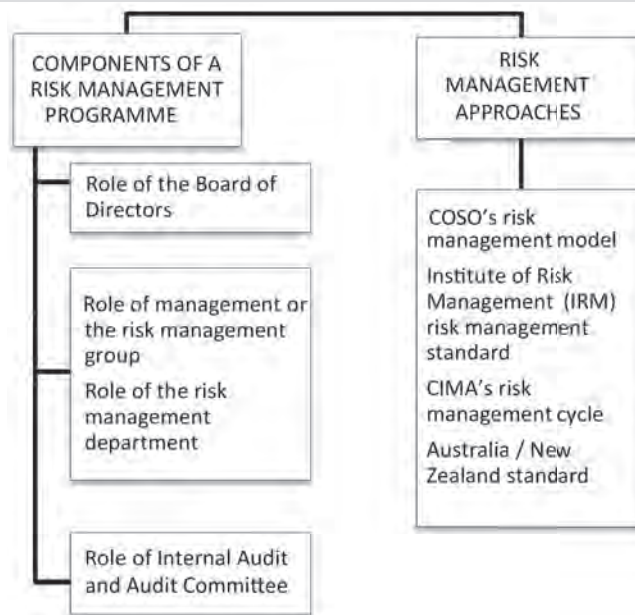 COMPONENTS OF A
RISK MANAGEMENT
PROGRAMME
Role of the Board of
Directors
Role of management or
the risk management
group
Role of the risk
management
department
Role of Internal Audit
and Audit Committee
RISK
MANAGEMENT
APPROACHES
COSO's risk
management model
Institute of Risk
Management (IRM)
risk management
standard
CIMA's risk
management cycle
Australia / New
Zealand standard